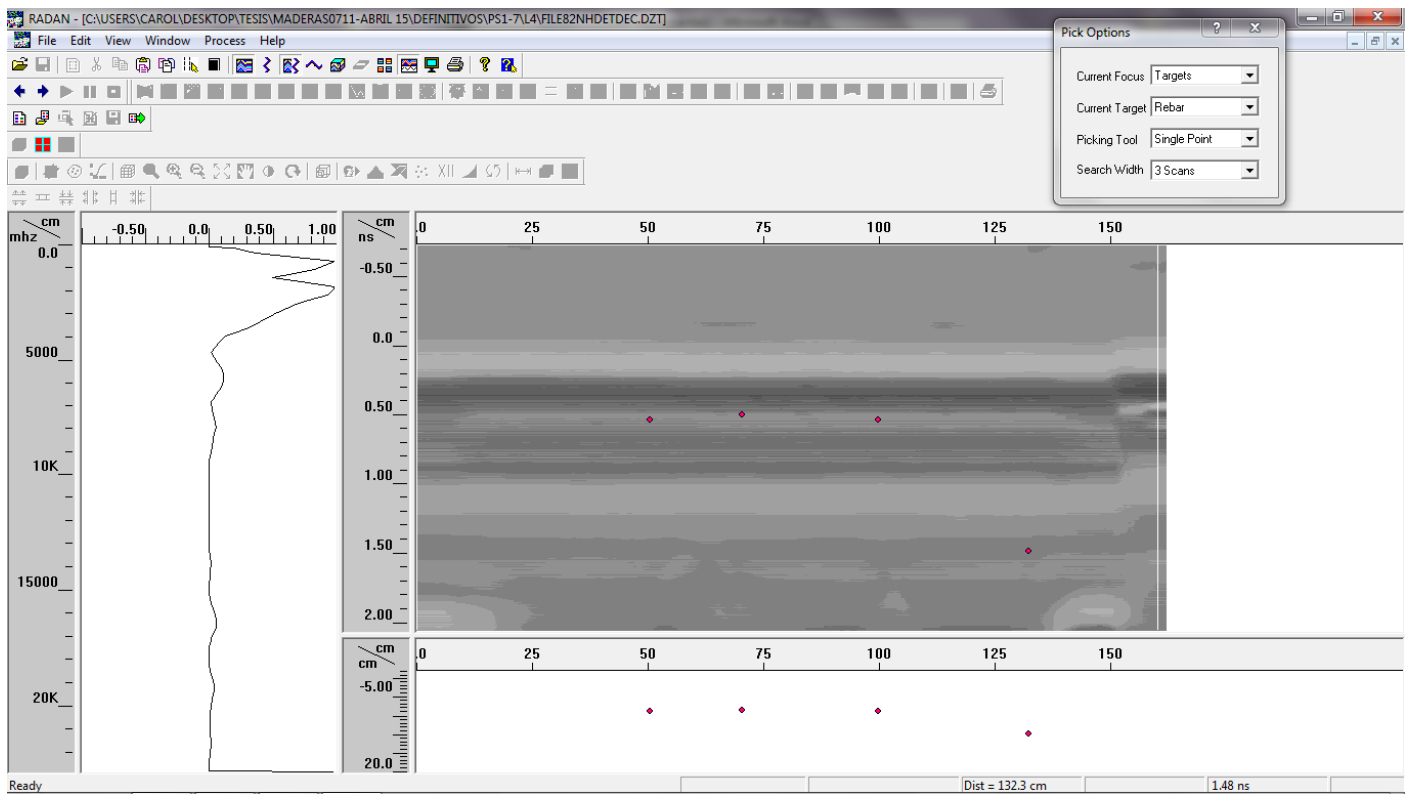 RADAN - [C:\USERS\CAROL\DESKTOP\TESIS\MADERAS0711-ABRIL 15\DEFINITIVOS\PS1-7\L4\FILE82NHDETDEC.DZT]
File Edit View Window Process Help
Pick Options
Current Focus Targets
Current Target Rebar
Picking Tool Single Point
Search Width 3 Scans
cm
mhz
-0.50 0.0 0.50 1.00
0.0
5000
10K
15000
20K
cm
ns
.0 25 50 75 100 125 150
-0.50
0.0
0.50
1.00
1.50
2.00
cm
cm
.0 25 50 75 100 125 150
-5.00
20.0
Ready
Dist = 132.3 cm
1.48 ns